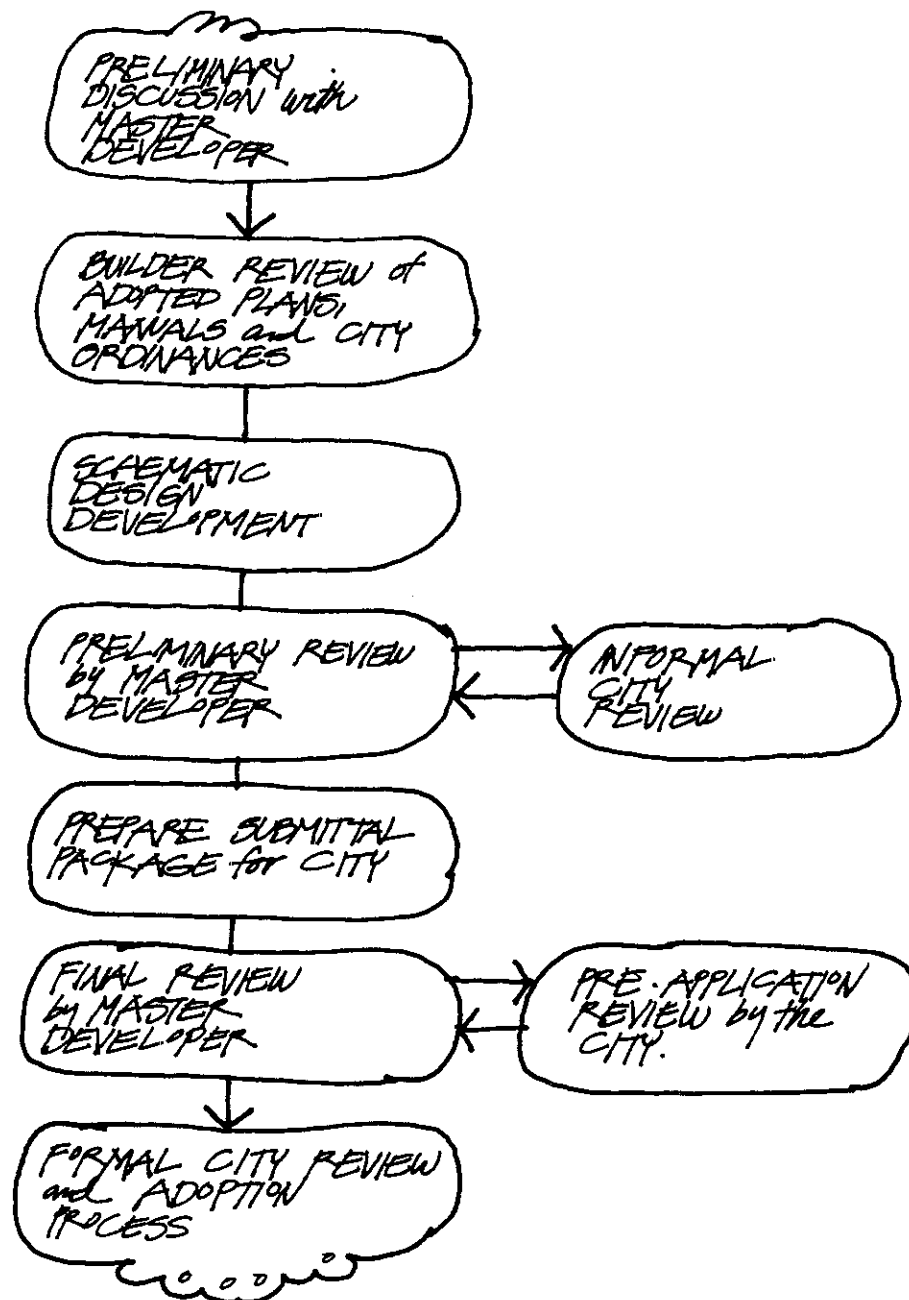 PRELIMINARY
DISCUSSION with
MASTER
DEVELOPER
BUILDER REVIEW of
ADOPTED PLANS,
MANUALS and CITY
ORDINANCES
SCHEMATIC
DESIGN
DEVELOPMENT
PRELIMINARY REVIEW
by MASTER
DEVELOPER
INFORMAL
CITY
REVIEW
PREPARE SUBMITTAL
PACKAGE for CITY
FINAL REVIEW
by MASTER
DEVELOPER
PRE-APPLICATION
REVIEW by the
CITY.
FORMAL CITY REVIEW
and ADOPTION
PROCESS